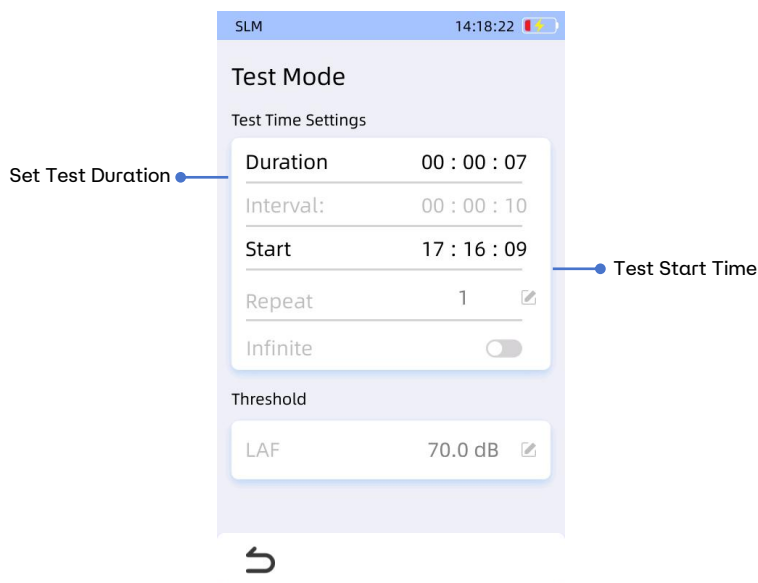 SLM 14:18:22
Test Mode
Test Time Settings
Set Test Duration
Duration 00 : 00 : 07
Interval: 00 : 00 : 10
Start 17 : 16 : 09
Test Start Time
Repeat 1
Infinite
Threshold
LAF 70.0 dB